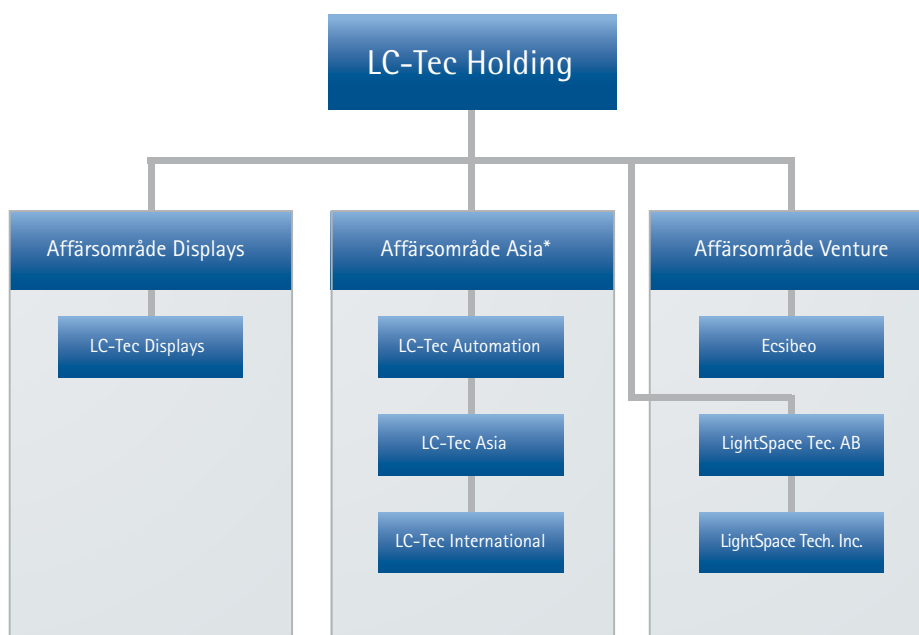 LC-Tec Holding
Affärsområde Displays
LC-Tec Displays
Affärsområde Asia*
LC-Tec Automation
LC-Tec Asia
LC-Tec International
Affärsområde Venture
Ecsibeo
LightSpace Tec. AB
LightSpace Tech. Inc.